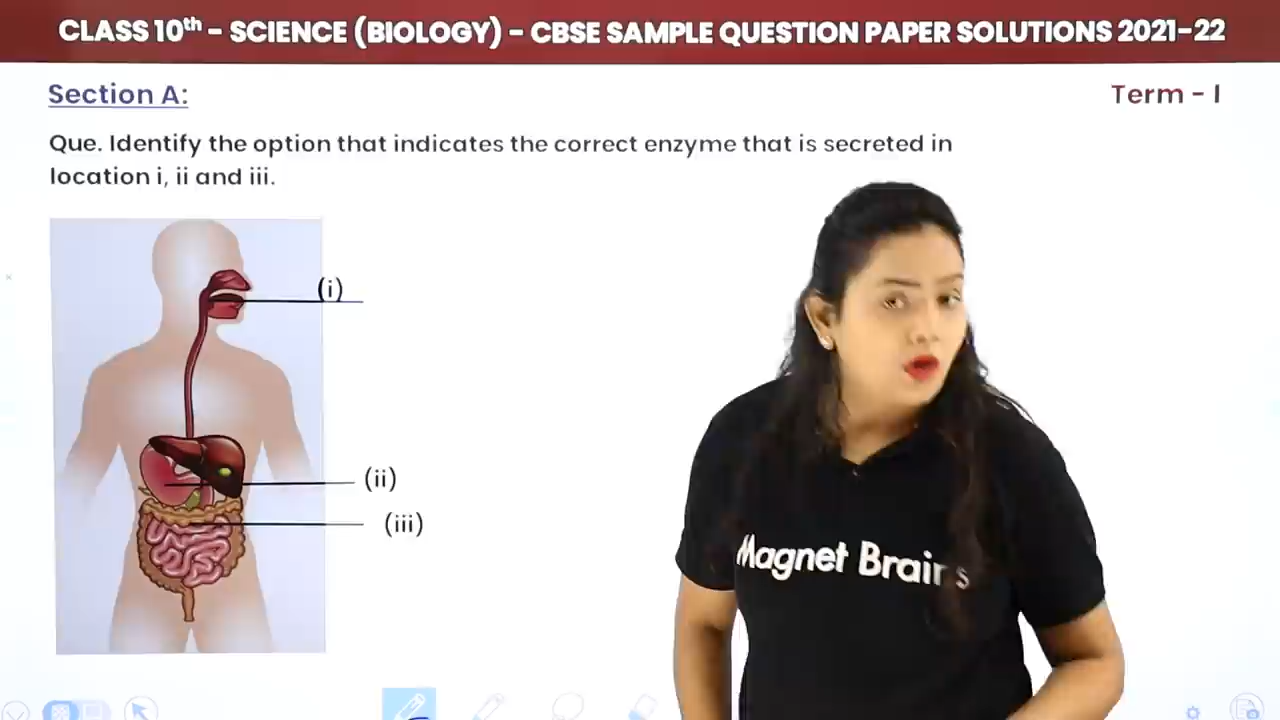 CLASS 10th – SCIENCE (BIOLOGY) – CBSE SAMPLE QUESTION PAPER SOLUTIONS 2021-22
Section A:
Term - I
Que. Identify the option that indicates the correct enzyme that is secreted in
location i, ii and iii.
(i)
(ii)
(iii)
Magnet Brains